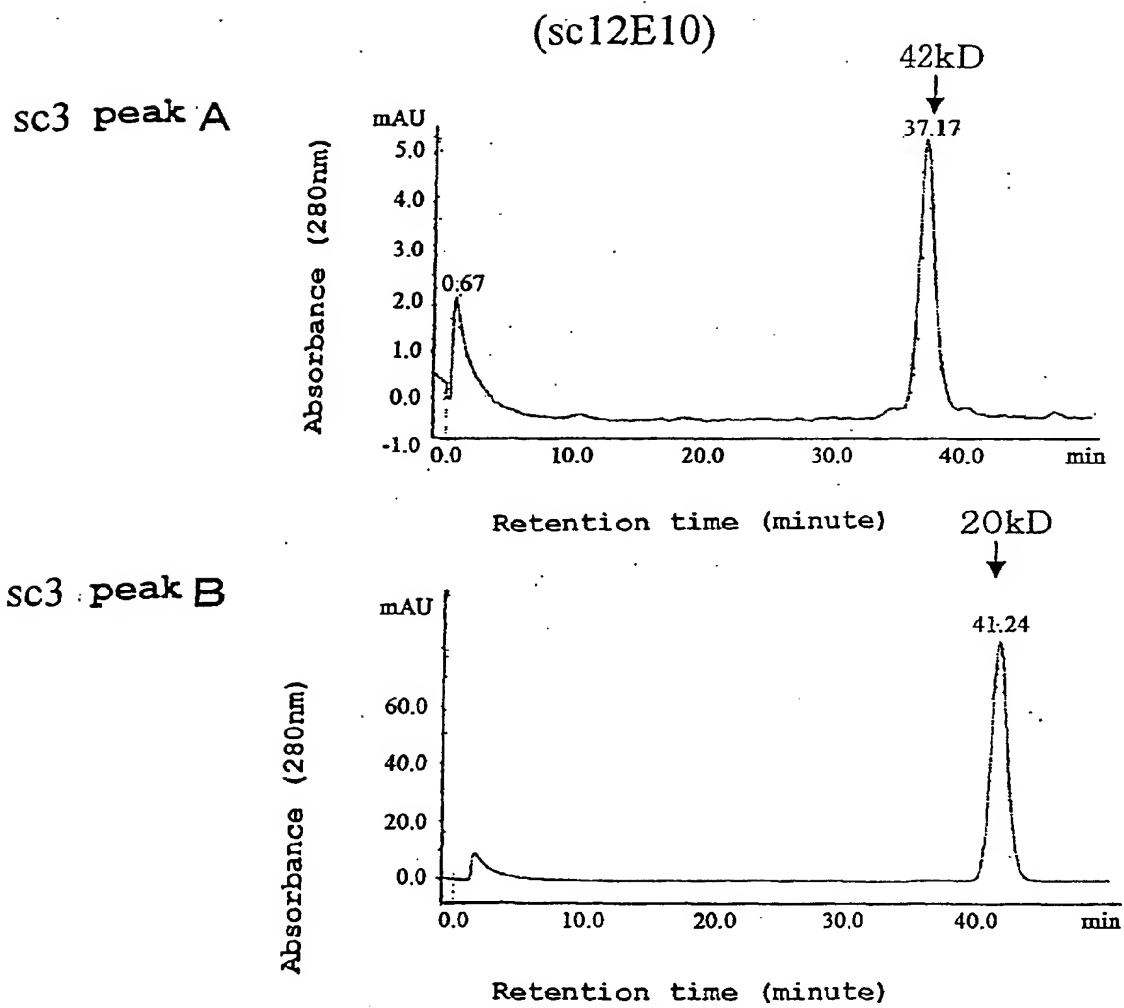 (sc12E10)
sc3 peak A
42kD
mAU
37.17
5.0
4.0
3.0
2.0
1.0
0.0
-1.0
0.67
Absorbance (280nm)
0.0 10.0 20.0 30.0 40.0 min
Retention time (minute)
sc3 peak B
20kD
mAU
41.24
60.0
40.0
20.0
0.0
Absorbance (280nm)
0.0 10.0 20.0 30.0 40.0 min
Retention time (minute)